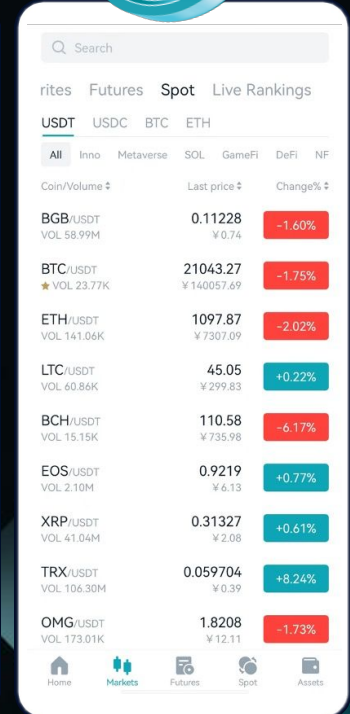 Search
rites Futures Spot Live Rankings
USDT USDC BTC ETH
All Inno Metaverse SOL GameFi DeFi NF
Coin/Volume Last price Change%
BGB/USDT 0.11228 -1.60%
VOL 58.99M ¥0.74
BTC/USDT 21043.27 -1.75%
VOL 23.77K ¥140057.69
ETH/USDT 1097.87 -2.02%
VOL 141.06K ¥7307.09
LTC/USDT 45.05 +0.22%
VOL 60.86K ¥299.83
BCH/USDT 110.58 -6.17%
VOL 15.15K ¥735.98
EOS/USDT 0.9219 +0.77%
VOL 2.10M ¥6.13
XRP/USDT 0.31327 +0.61%
VOL 41.04M ¥2.08
TRX/USDT 0.059704 +8.24%
VOL 106.30M ¥0.39
OMG/USDT 1.8208 -1.73%
VOL 173.01K ¥12.11
Home Markets Futures Spot Assets